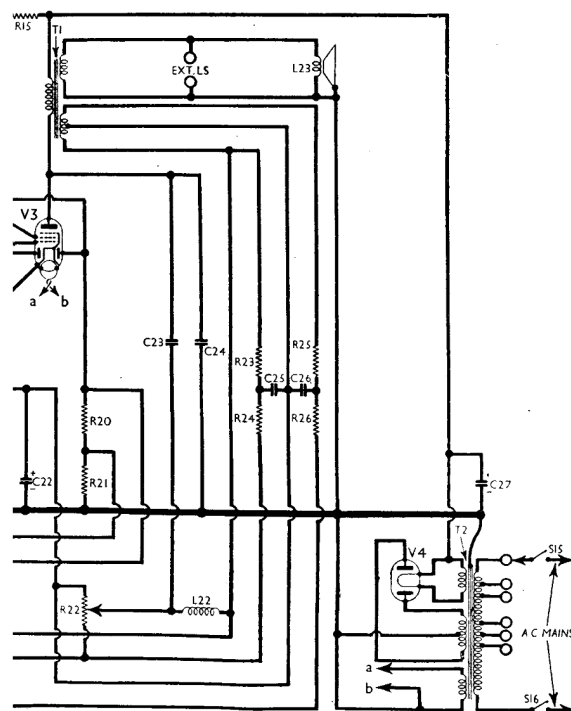 R15
T1
EXT. LS
L23
V3
a b
C23
C24
R23
R25
C25
C26
R24
R26
R20
C22
R21
C27
T2
V4
S15
R22
L22
A C MAINS
a
b
S16